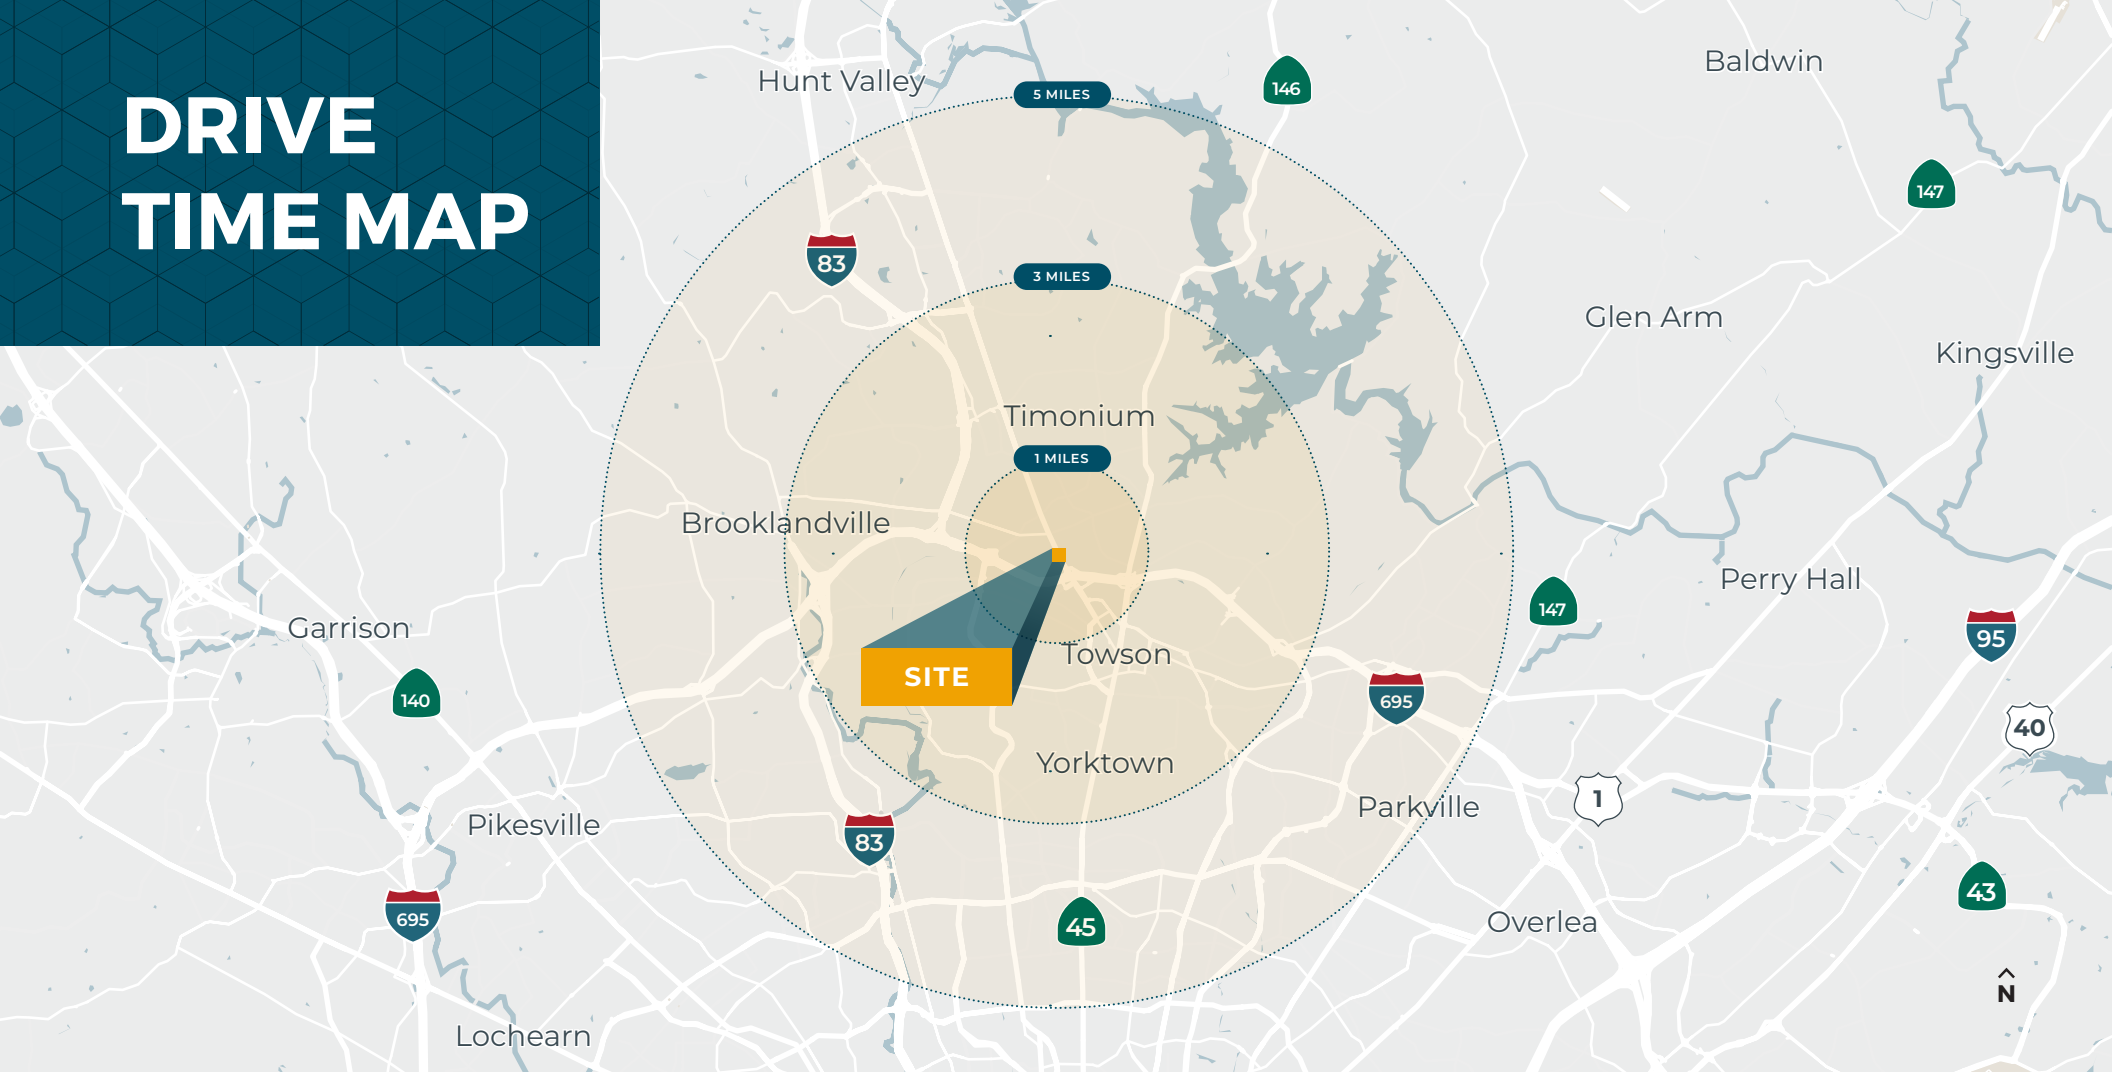 DRIVE
TIME MAP
Hunt Valley
5 MILES
146
Baldwin
147
83
3 MILES
Glen Arm
Kingsville
Timonium
1 MILES
Brooklandville
Perry Hall
147
Garrison
95
Towson
SITE
140
695
40
Yorktown
1
Parkville
Pikesville
83
43
695
45
Overlea
N
Lochearn